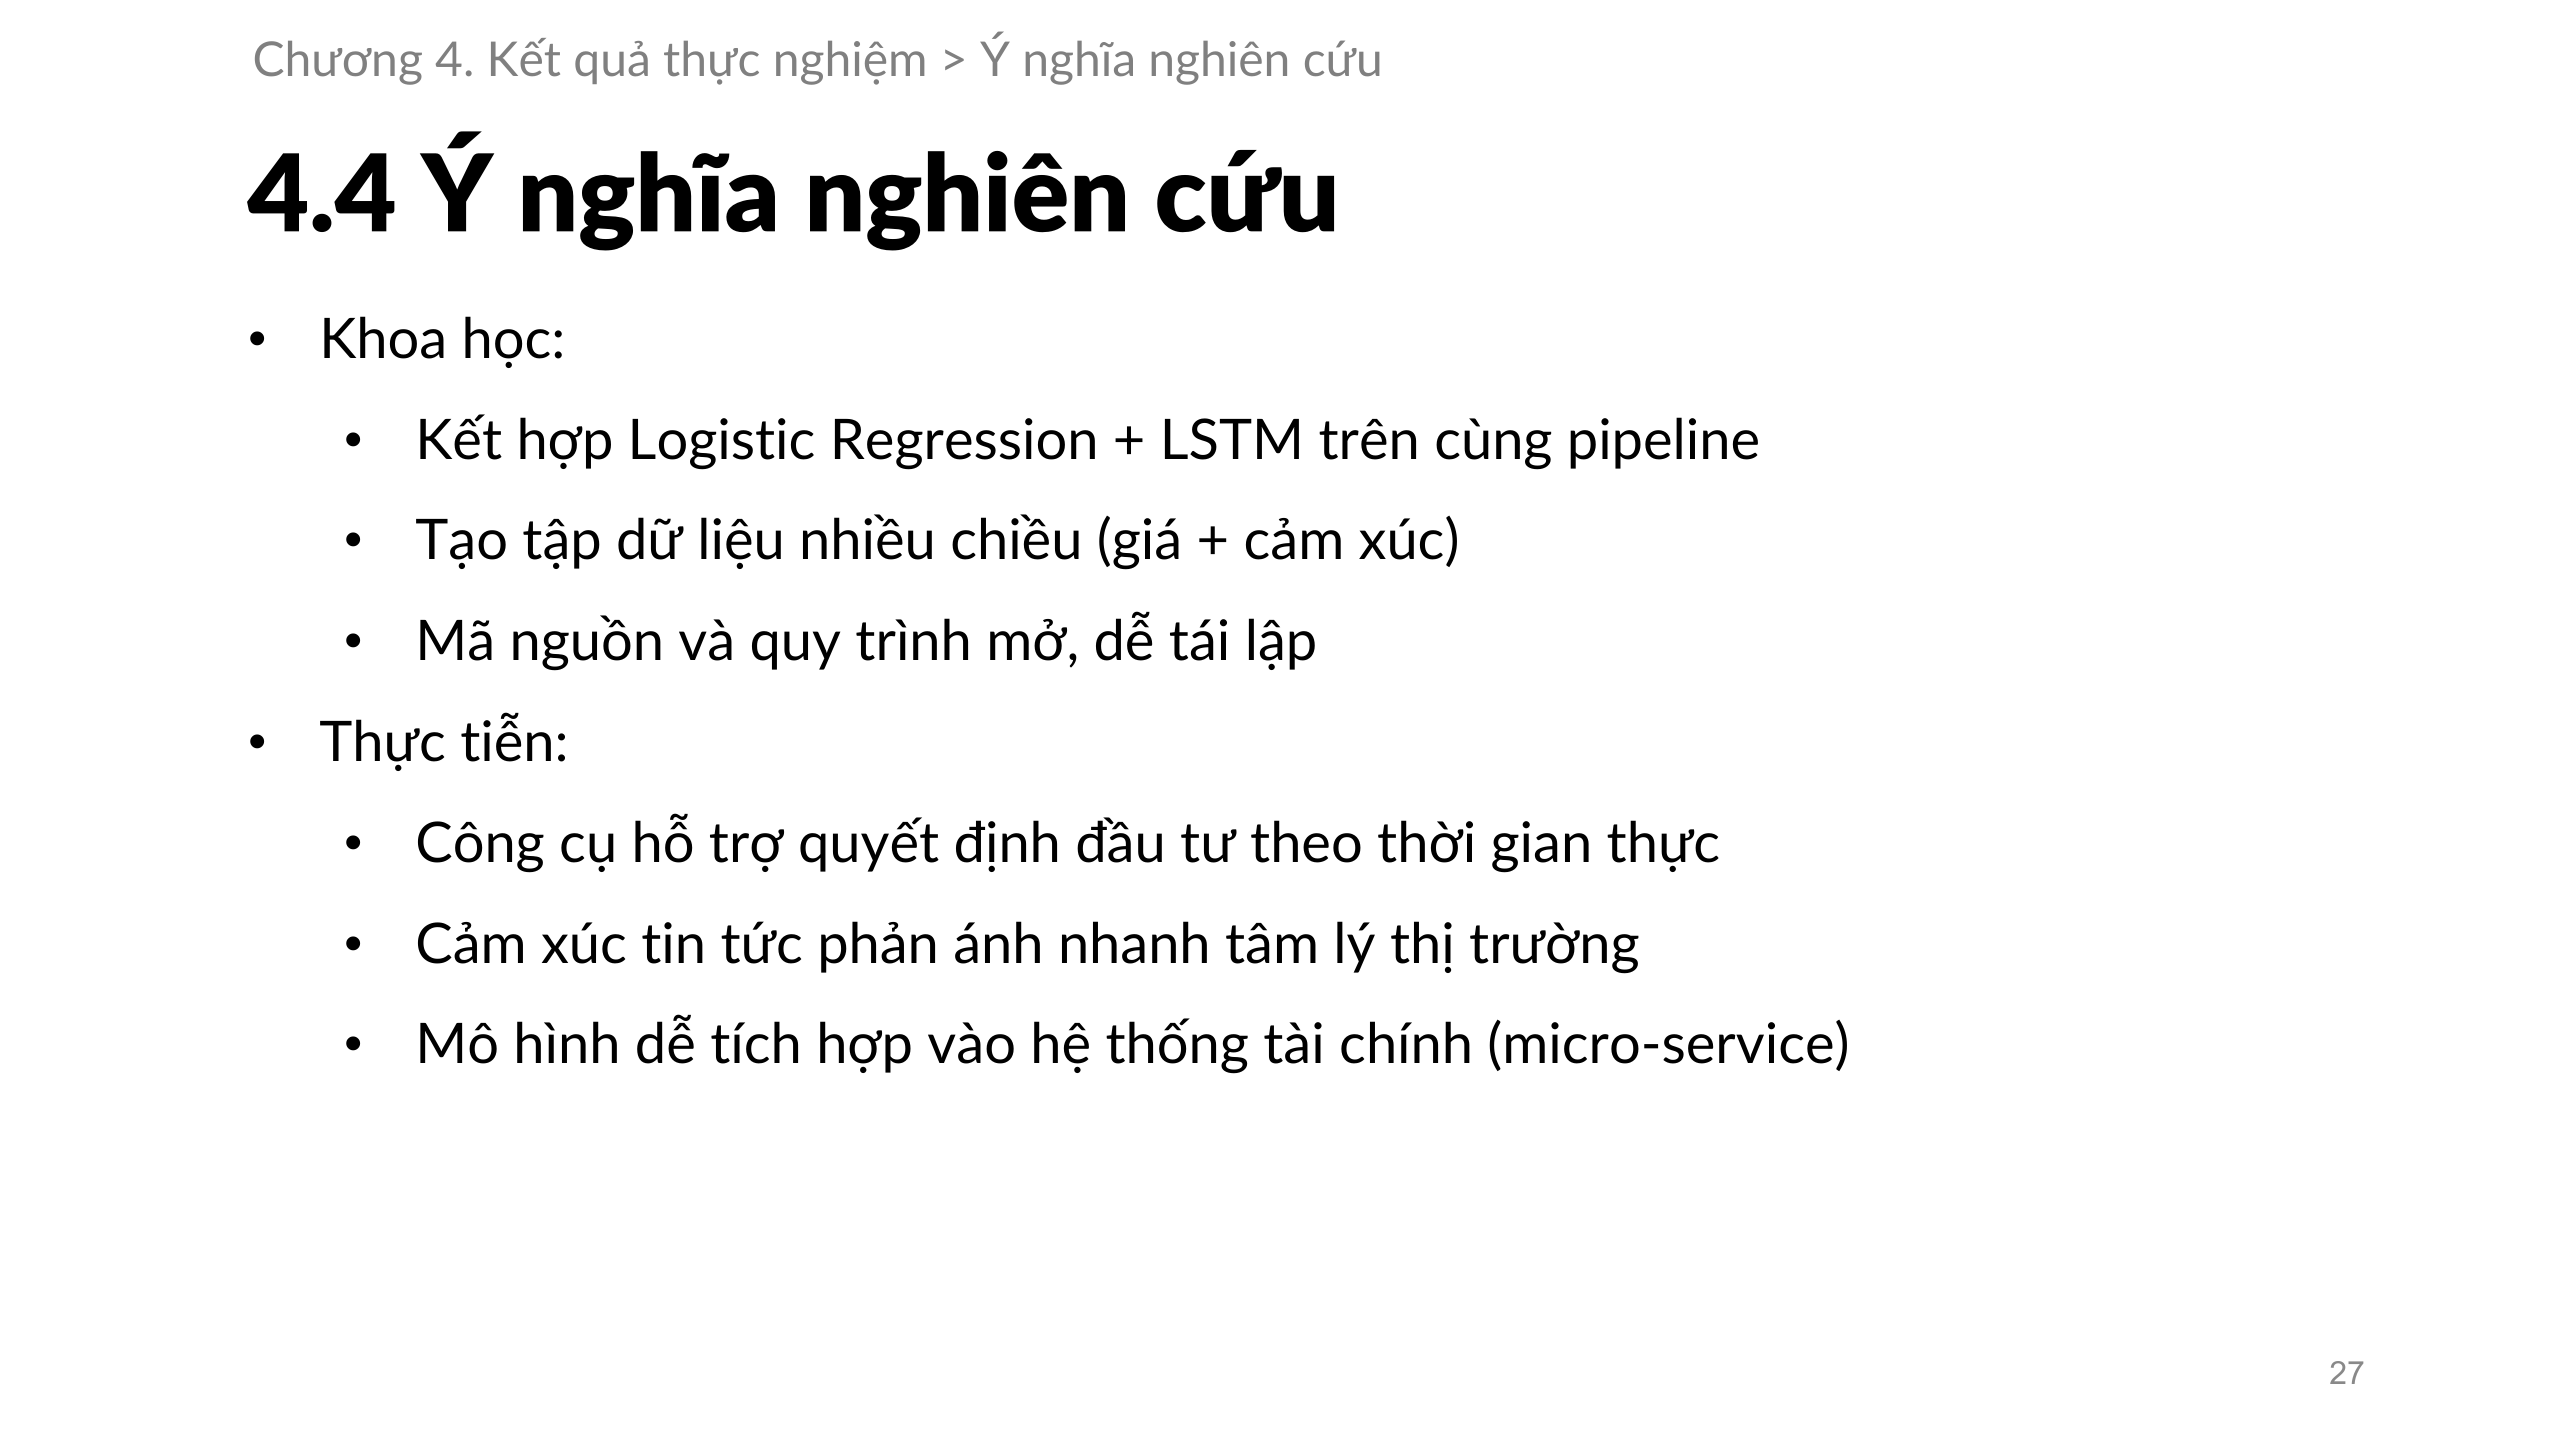 Chương 4. Kết quả thực nghiệm > Ý nghĩa nghiên cứu
4.4 Ý nghĩa nghiên cứu
• Khoa học:
• Kết hợp Logistic Regression + LSTM trên cùng pipeline
• Tạo tập dữ liệu nhiều chiều (giá + cảm xúc)
• Mã nguồn và quy trình mở, dễ tái lập
• Thực tiễn:
• Công cụ hỗ trợ quyết định đầu tư theo thời gian thực
• Cảm xúc tin tức phản ánh nhanh tâm lý thị trường
• Mô hình dễ tích hợp vào hệ thống tài chính (micro-service)
27